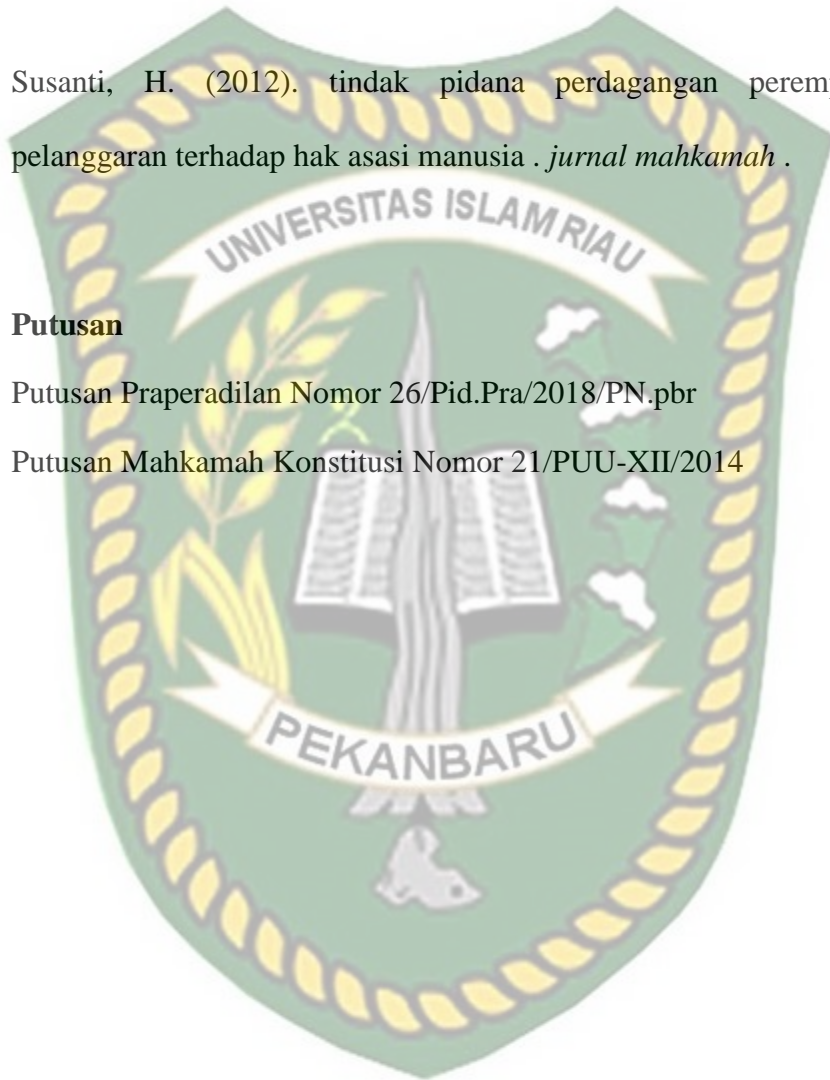 Susanti, H. (2012). tindak pidana perdagangan
pelanggaran terhadap hak asasi manusia . jurnal mahkamah .
UNIVERSITAS ISLAM RIAU
Putusan
Putusan Praperadilan Nomor 26/Pid.Pra/2018/PN.pbr
Putusan Mahkamah Konstitusi Nomor 21/PUU-XII/2014
PEKANBARU